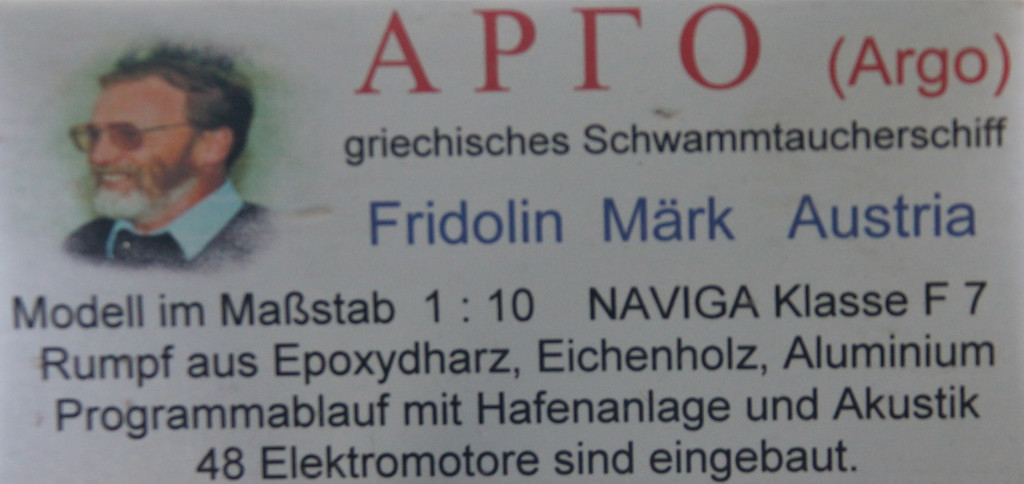 ΑΡΓΟ (Argo)
griechisches Schwammtaucherschiff
Fridolin Märk Austria
Modell im Maßstab 1 : 10 NAVIGA Klasse F 7
Rumpf aus Epoxydharz, Eichenholz, Aluminium
Programmablauf mit Hafenanlage und Akustik
48 Elektromotore sind eingebaut.